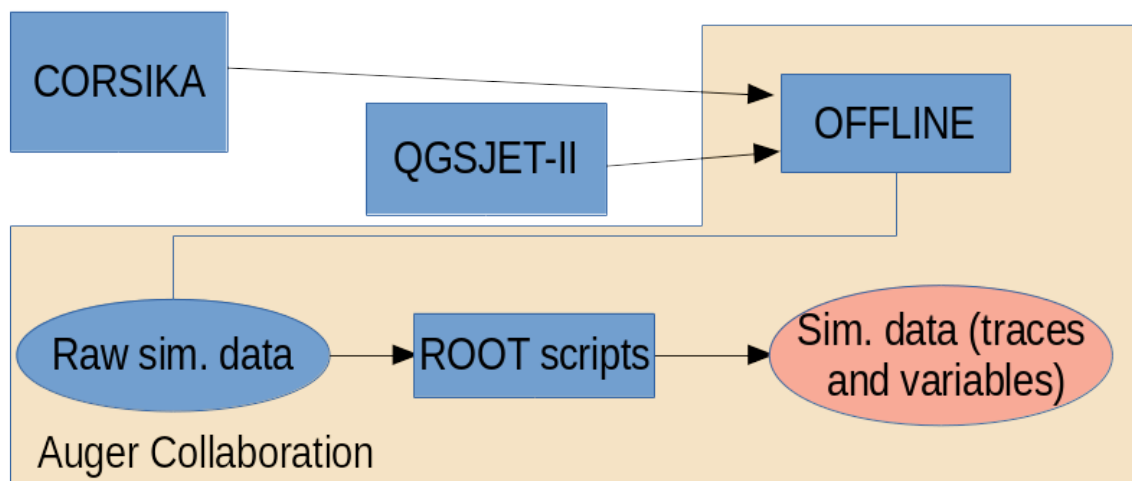 CORSIKA
QGSJET-II
OFFLINE
Raw sim. data
ROOT scripts
Sim. data (traces
and variables)
Auger Collaboration